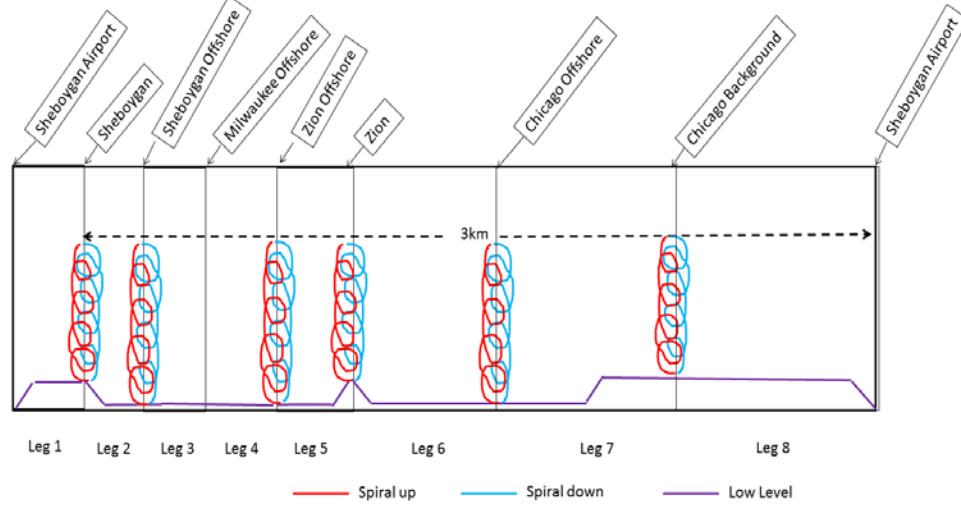 Sheboygan Airport
Sheboygan
Sheboygan Offshore
Milwaukee Offshore
Zion Offshore
Zion
Chicago Offshore
Chicago Background
Sheboygan Airport
3km
Leg 1
Leg 2
Leg 3
Leg 4
Leg 5
Leg 6
Leg 7
Leg 8
Spiral up
Spiral down
Low Level